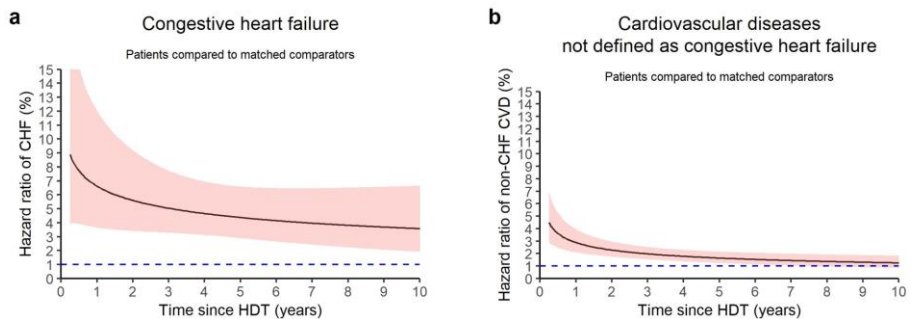 a
Congestive heart failure
Patients compared to matched comparators
Hazard ratio of CHF (%)
15
14
13
12
11
10
9
8
7
6
5
4
3
2
1
0
0 1 2 3 4 5 6 7 8 9 10
Time since HDT (years)
b
Cardiovascular diseases
not defined as congestive heart failure
Patients compared to matched comparators
Hazard ratio of non-CHF CVD (%)
15
14
13
12
11
10
9
8
7
6
5
4
3
2
1
0
0 1 2 3 4 5 6 7 8 9 10
Time since HDT (years)